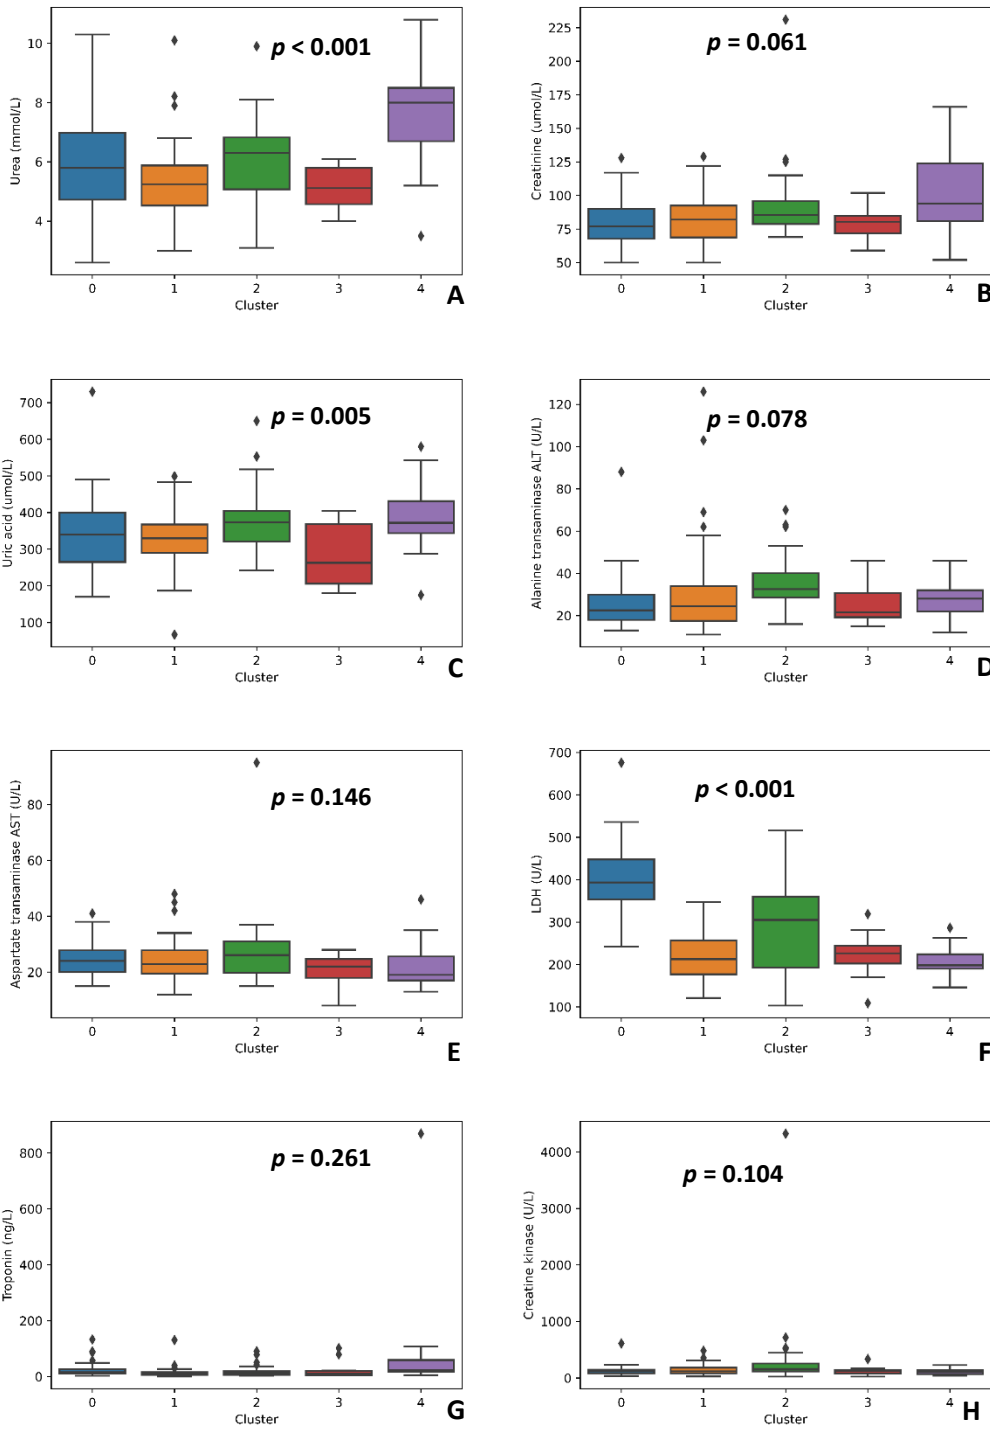 p < 0.001
Urea (mmol/L)
10
8
6
4
0 1 2 3 4
Cluster
A
p = 0.061
Creatinine (umol/L)
225
200
175
150
125
100
75
50
0 1 2 3 4
Cluster
B
p = 0.005
Uric acid (umol/L)
700
600
500
400
300
200
100
0 1 2 3 4
Cluster
C
p = 0.078
Alanine transaminase ALT (U/L)
120
100
80
60
40
20
0 1 2 3 4
Cluster
D
p = 0.146
Aspartate transaminase AST (U/L)
80
60
40
20
0 1 2 3 4
Cluster
E
p < 0.001
LDH (U/L)
700
600
500
400
300
200
100
0 1 2 3 4
Cluster
F
p = 0.261
Troponin (ng/L)
800
600
400
200
0
0 1 2 3 4
Cluster
G
p = 0.104
Creatine kinase (U/L)
4000
3000
2000
1000
0
0 1 2 3 4
Cluster
H